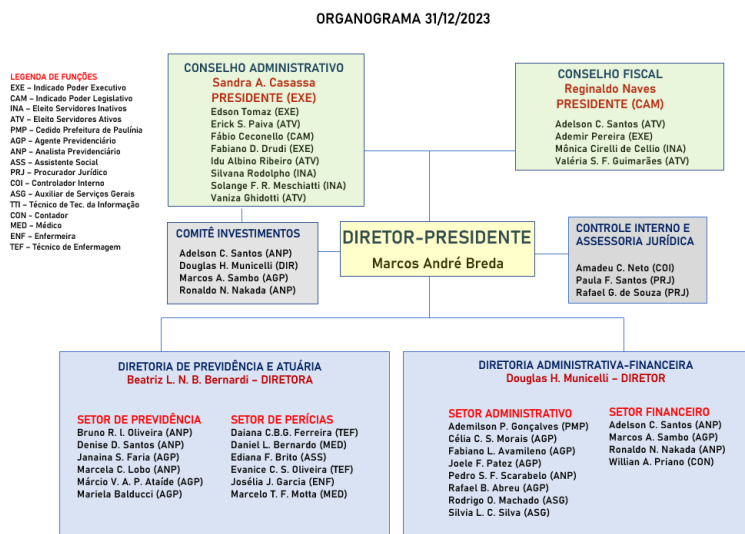 ORGANOGRAMA 31/12/2023
LEGENDA DE FUNÇÕES
EXE – Indicado Poder Executivo
CAM – Indicado Poder Legislativo
INA – Eleito Servidores Inativos
ATV – Eleito Servidores Ativos
PMP – Cedido Prefeitura de Paulínia
AGP – Agente Previdenciário
ANP – Analista Previdenciário
ASS – Assistente Social
PRJ – Procurador Jurídico
COI – Controlador Interno
ASG – Auxiliar de Serviços Gerais
TTI – Técnico de Tec. da Informação
CON - Contador
MED – Médico
ENF – Enfermeira
TEF – Técnico de Enfermagem
CONSELHO ADMINISTRATIVO
Sandra A. Casassa
PRESIDENTE (EXE)
Edson Tomaz (EXE)
Erick S. Paiva (ATV)
Fábio Ceconello (CAM)
Fabiano D. Drudi (EXE)
Idu Albino Ribeiro (ATV)
Silvana Rodolpho (INA)
Solange F. R. Meschiatti (INA)
Vaniza Ghidotti (ATV)
CONSELHO FISCAL
Reginaldo Naves
PRESIDENTE (CAM)
Adelson C. Santos (ATV)
Ademir Pereira (EXE)
Mônica Cirelli de Cellio (INA)
Valéria S. F. Guimarães (ATV)
COMITÊ INVESTIMENTOS
Adelson C. Santos (ANP)
Douglas H. Municelli (DIR)
Marcos A. Sambo (AGP)
Ronaldo N. Nakada (ANP)
DIRETOR-PRESIDENTE
Marcos André Breda
CONTROLE INTERNO E
ASSESSORIA JURÍDICA
Amadeu C. Neto (COI)
Paula F. Santos (PRJ)
Rafael G. de Souza (PRJ)
DIRETORIA DE PREVIDÊNCIA E ATUÁRIA
Beatriz L. N. B. Bernardi – DIRETORA
SETOR DE PREVIDÊNCIA
Bruno R. I. Oliveira (ANP)
Denise D. Santos (ANP)
Janaina S. Faria (AGP)
Marcela C. Lobo (ANP)
Márcio V. A. P. Ataíde (AGP)
Mariela Balducci (AGP)
SETOR DE PERÍCIAS
Daiana C.B.G. Ferreira (TEF)
Daniel L. Bernardo (MED)
Ediana F. Brito (ASS)
Evanice C. S. Oliveira (TEF)
Josélia J. Garcia (ENF)
Marcelo T. F. Motta (MED)
DIRETORIA ADMINISTRATIVA-FINANCEIRA
Douglas H. Municelli – DIRETOR
SETOR ADMINISTRATIVO
Ademilson P. Gonçalves (PMP)
Célia C. S. Morais (AGP)
Fabiano L. Avamileno (AGP)
Joele F. Patez (AGP)
Pedro S. F. Scarabelo (ANP)
Rafael B. Abreu (AGP)
Rodrigo O. Machado (ASG)
Silvia L. C. Silva (ASG)
SETOR FINANCEIRO
Adelson C. Santos (ANP)
Marcos A. Sambo (AGP)
Ronaldo N. Nakada (ANP)
Willian A. Priano (CON)